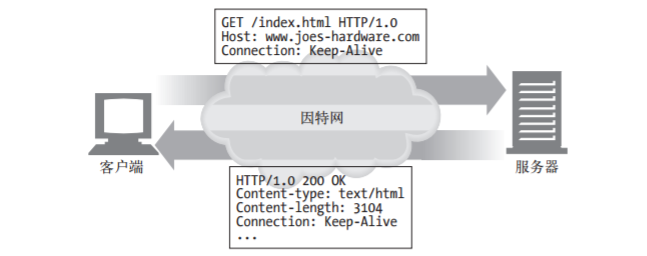 GET /index.html HTTP/1.0
Host: www.joes-hardware.com
Connection: Keep-Alive
因特网
客户端
服务器
HTTP/1.0 200 OK
Content-type: text/html
Content-length: 3104
Connection: Keep-Alive
...